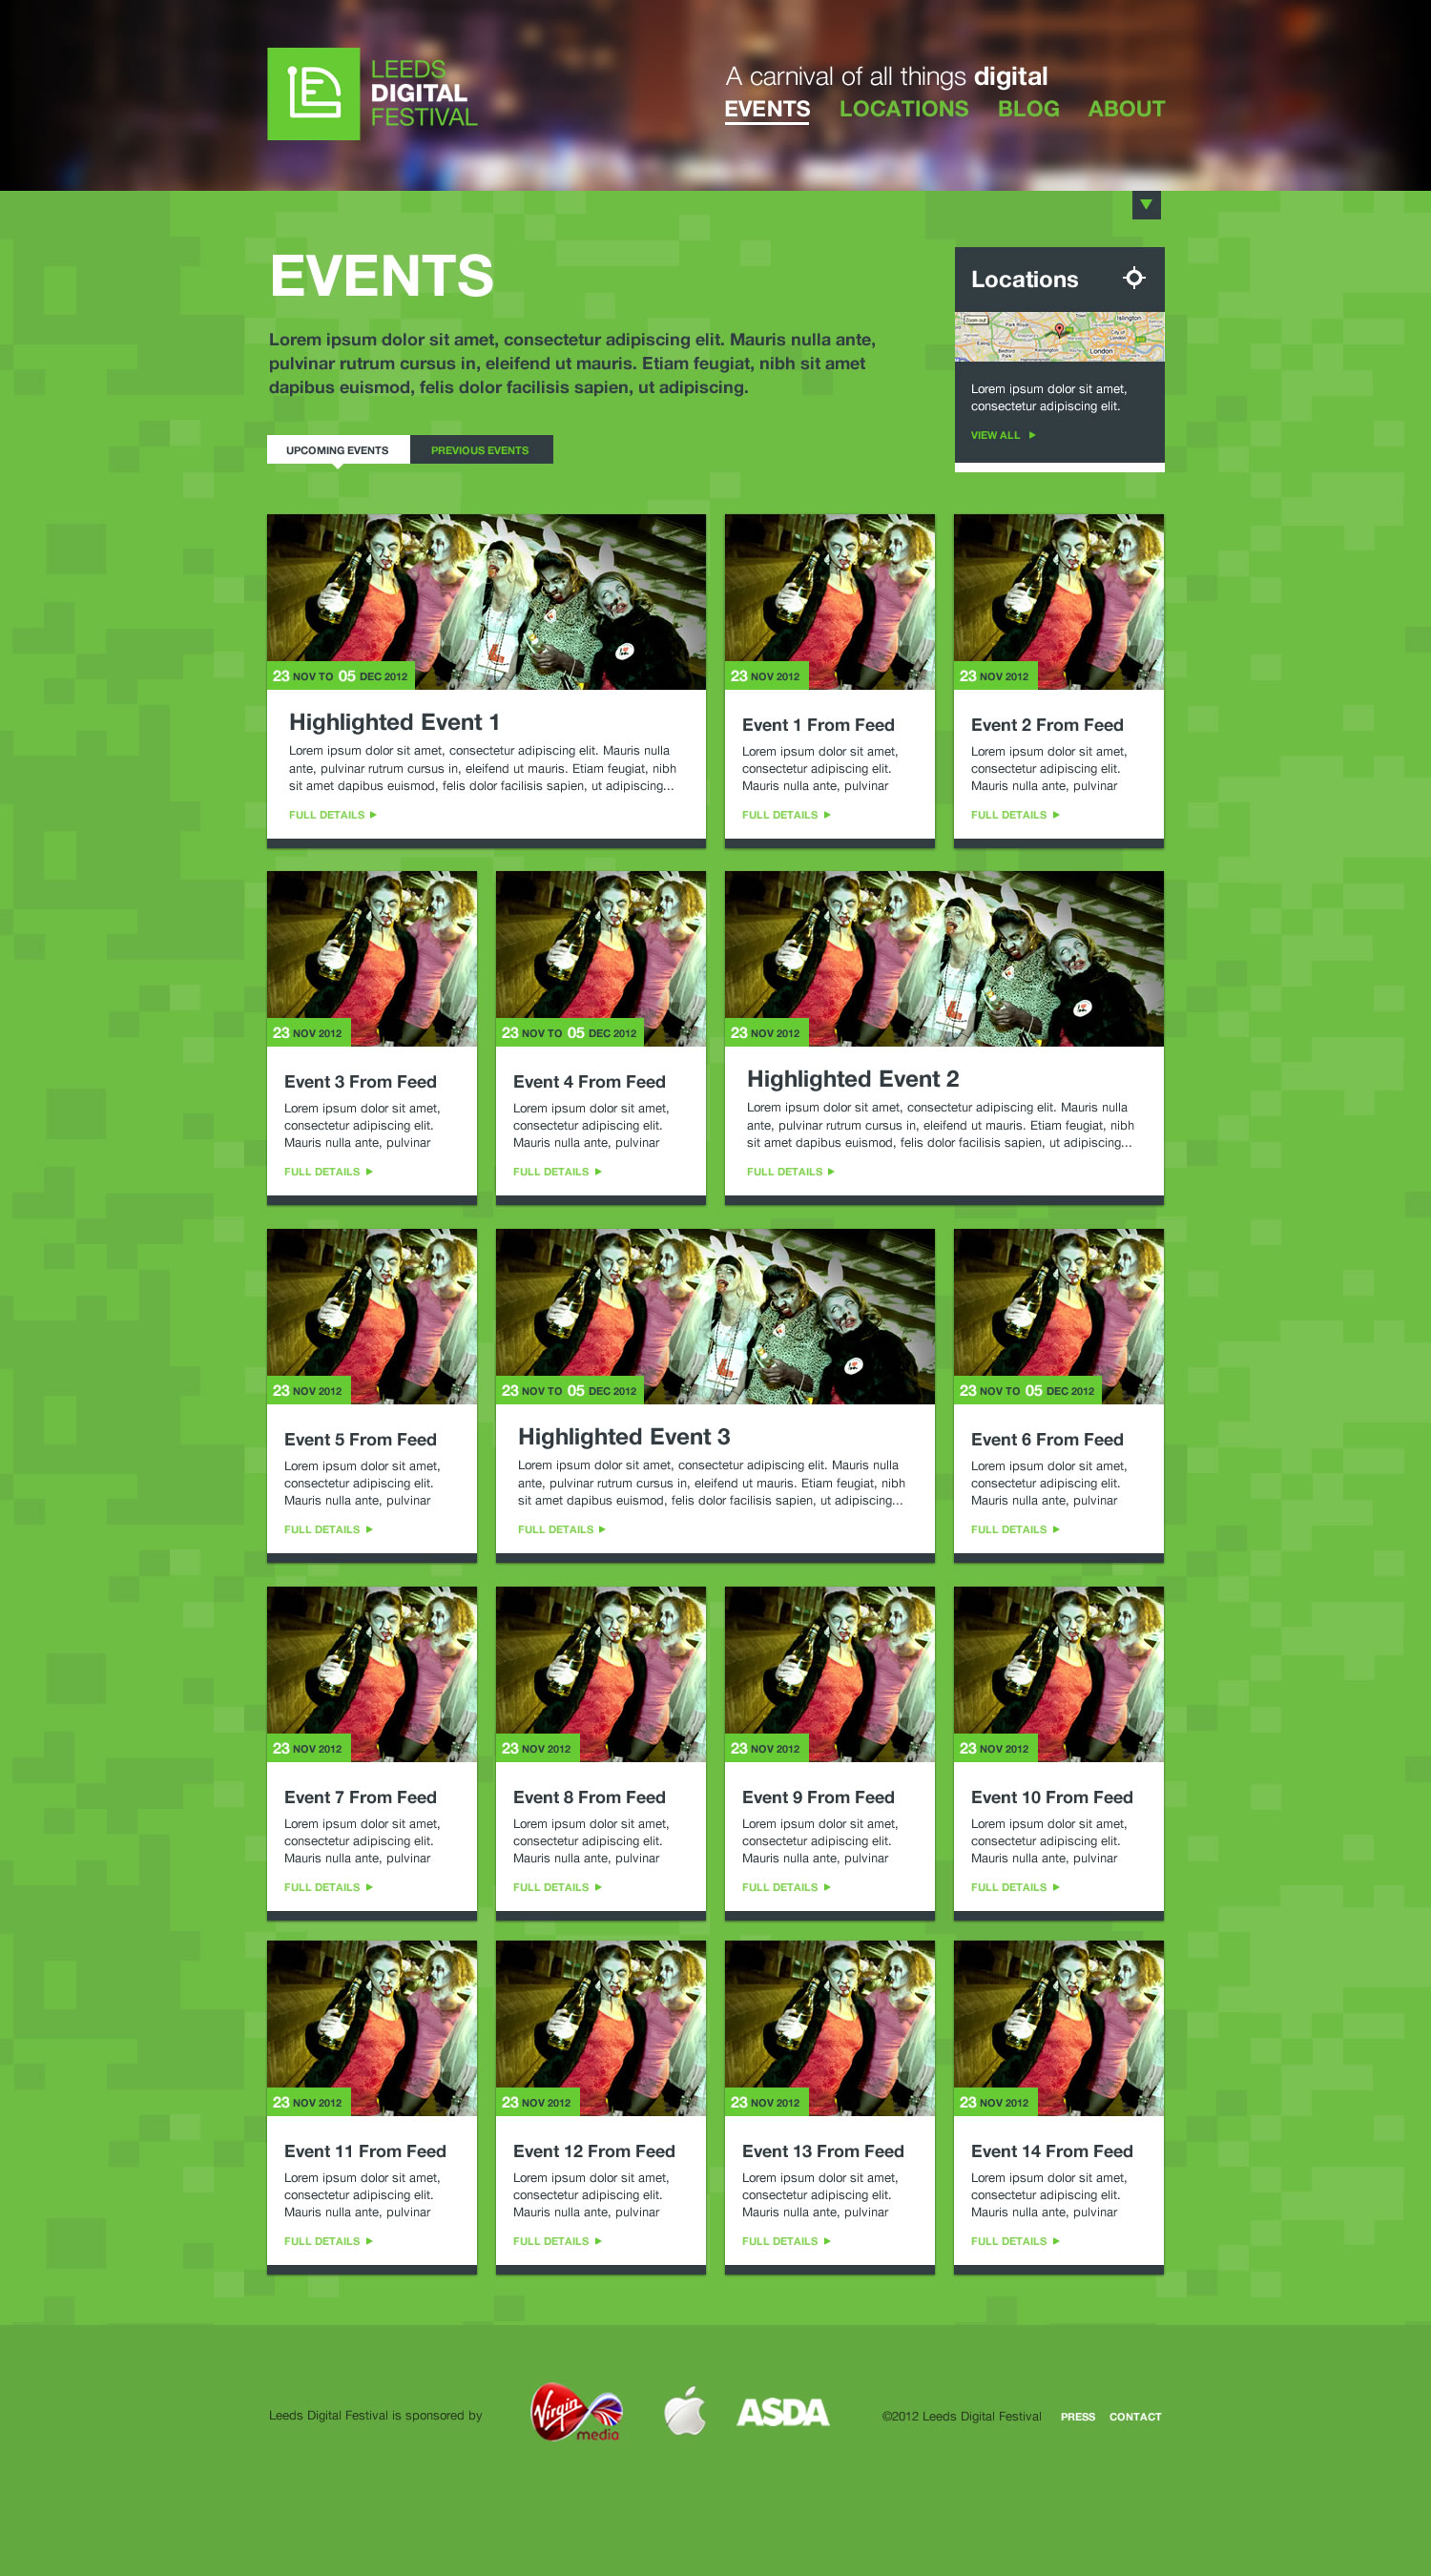 LEEDS
DIGITAL
FESTIVAL
A carnival of all things digital
EVENTS LOCATIONS BLOG ABOUT
EVENTS
Lorem ipsum dolor sit amet, consectetur adipiscing elit. Mauris nulla ante,
pulvinar rutrum cursus in, eleifend ut mauris. Etiam feugiat, nibh sit amet
dapibus euismod, felis dolor facilisis sapien, ut adipiscing.
UPCOMING EVENTS PREVIOUS EVENTS
Locations
London
Lorem ipsum dolor sit amet,
consectetur adipiscing elit.
VIEW ALL
23 NOV TO 05 DEC 2012
Highlighted Event 1
Lorem ipsum dolor sit amet, consectetur adipiscing elit. Mauris nulla
ante, pulvinar rutrum cursus in, eleifend ut mauris. Etiam feugiat, nibh
sit amet dapibus euismod, felis dolor facilisis sapien, ut adipiscing...
FULL DETAILS
23 NOV 2012
Event 1 From Feed
Lorem ipsum dolor sit amet,
consectetur adipiscing elit.
Mauris nulla ante, pulvinar
FULL DETAILS
23 NOV 2012
Event 2 From Feed
Lorem ipsum dolor sit amet,
consectetur adipiscing elit.
Mauris nulla ante, pulvinar
FULL DETAILS
23 NOV 2012
Event 3 From Feed
Lorem ipsum dolor sit amet,
consectetur adipiscing elit.
Mauris nulla ante, pulvinar
FULL DETAILS
23 NOV TO 05 DEC 2012
Event 4 From Feed
Lorem ipsum dolor sit amet,
consectetur adipiscing elit.
Mauris nulla ante, pulvinar
FULL DETAILS
23 NOV 2012
Highlighted Event 2
Lorem ipsum dolor sit amet, consectetur adipiscing elit. Mauris nulla
ante, pulvinar rutrum cursus in, eleifend ut mauris. Etiam feugiat, nibh
sit amet dapibus euismod, felis dolor facilisis sapien, ut adipiscing...
FULL DETAILS
23 NOV 2012
Event 5 From Feed
Lorem ipsum dolor sit amet,
consectetur adipiscing elit.
Mauris nulla ante, pulvinar
FULL DETAILS
23 NOV TO 05 DEC 2012
Highlighted Event 3
Lorem ipsum dolor sit amet, consectetur adipiscing elit. Mauris nulla
ante, pulvinar rutrum cursus in, eleifend ut mauris. Etiam feugiat, nibh
sit amet dapibus euismod, felis dolor facilisis sapien, ut adipiscing...
FULL DETAILS
23 NOV TO 05 DEC 2012
Event 6 From Feed
Lorem ipsum dolor sit amet,
consectetur adipiscing elit.
Mauris nulla ante, pulvinar
FULL DETAILS
23 NOV 2012
Event 7 From Feed
Lorem ipsum dolor sit amet,
consectetur adipiscing elit.
Mauris nulla ante, pulvinar
FULL DETAILS
23 NOV 2012
Event 8 From Feed
Lorem ipsum dolor sit amet,
consectetur adipiscing elit.
Mauris nulla ante, pulvinar
FULL DETAILS
23 NOV 2012
Event 9 From Feed
Lorem ipsum dolor sit amet,
consectetur adipiscing elit.
Mauris nulla ante, pulvinar
FULL DETAILS
23 NOV 2012
Event 10 From Feed
Lorem ipsum dolor sit amet,
consectetur adipiscing elit.
Mauris nulla ante, pulvinar
FULL DETAILS
23 NOV 2012
Event 11 From Feed
Lorem ipsum dolor sit amet,
consectetur adipiscing elit.
Mauris nulla ante, pulvinar
FULL DETAILS
23 NOV 2012
Event 12 From Feed
Lorem ipsum dolor sit amet,
consectetur adipiscing elit.
Mauris nulla ante, pulvinar
FULL DETAILS
23 NOV 2012
Event 13 From Feed
Lorem ipsum dolor sit amet,
consectetur adipiscing elit.
Mauris nulla ante, pulvinar
FULL DETAILS
23 NOV 2012
Event 14 From Feed
Lorem ipsum dolor sit amet,
consectetur adipiscing elit.
Mauris nulla ante, pulvinar
FULL DETAILS
Leeds Digital Festival is sponsored by
Virgin
media
ASDA
©2012 Leeds Digital Festival PRESS CONTACT